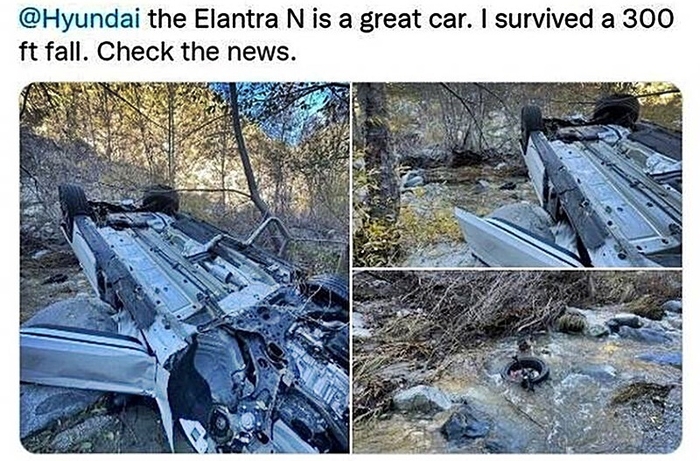 @Hyundai the Elantra N is a great car. I survived a 300
ft fall. Check the news.